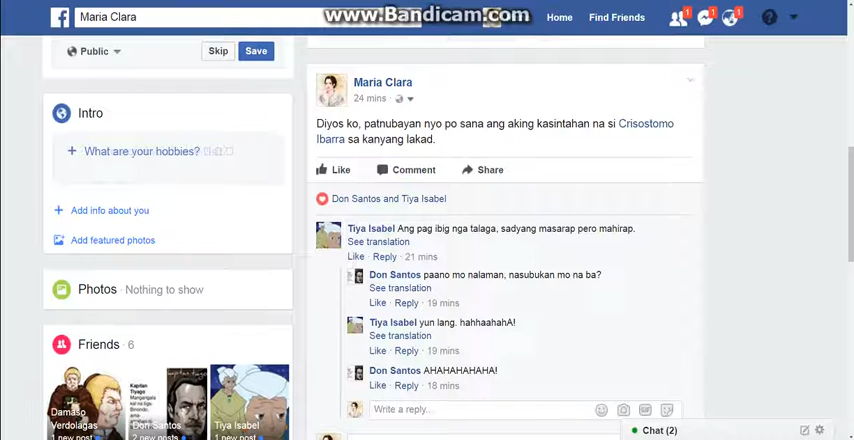 www.Bandicam.com
Maria Clara
Home
Find Friends
1
1
1
Public
Skip
Save
Intro
What are your hobbies?
Add info about you
Add featured photos
Photos · Nothing to show
Friends · 6
Damaso
Verdolagas
1 new post
Kapitan
Tiyago
Don Santos
2 new posts
Tiya Isabel
1 new post
Maria Clara
24 mins ·
Diyos ko, patnubayan nyo po sana ang aking kasintahan na si Crisostomo
Ibarra sa kanyang lakad.
Like
Comment
Share
Don Santos and Tiya Isabel
Tiya Isabel Ang pag ibig nga talaga, sadyang masarap pero mahirap.
See translation
Like · Reply · 21 mins
Don Santos paano mo nalaman, nasubukan mo na ba?
See translation
Like · Reply · 19 mins
Tiya Isabel yun lang. hahhaahahA!
See translation
Like · Reply · 19 mins
Don Santos AHAHAHAHAHA!
Like · Reply · 18 mins
Write a reply...
Chat (2)